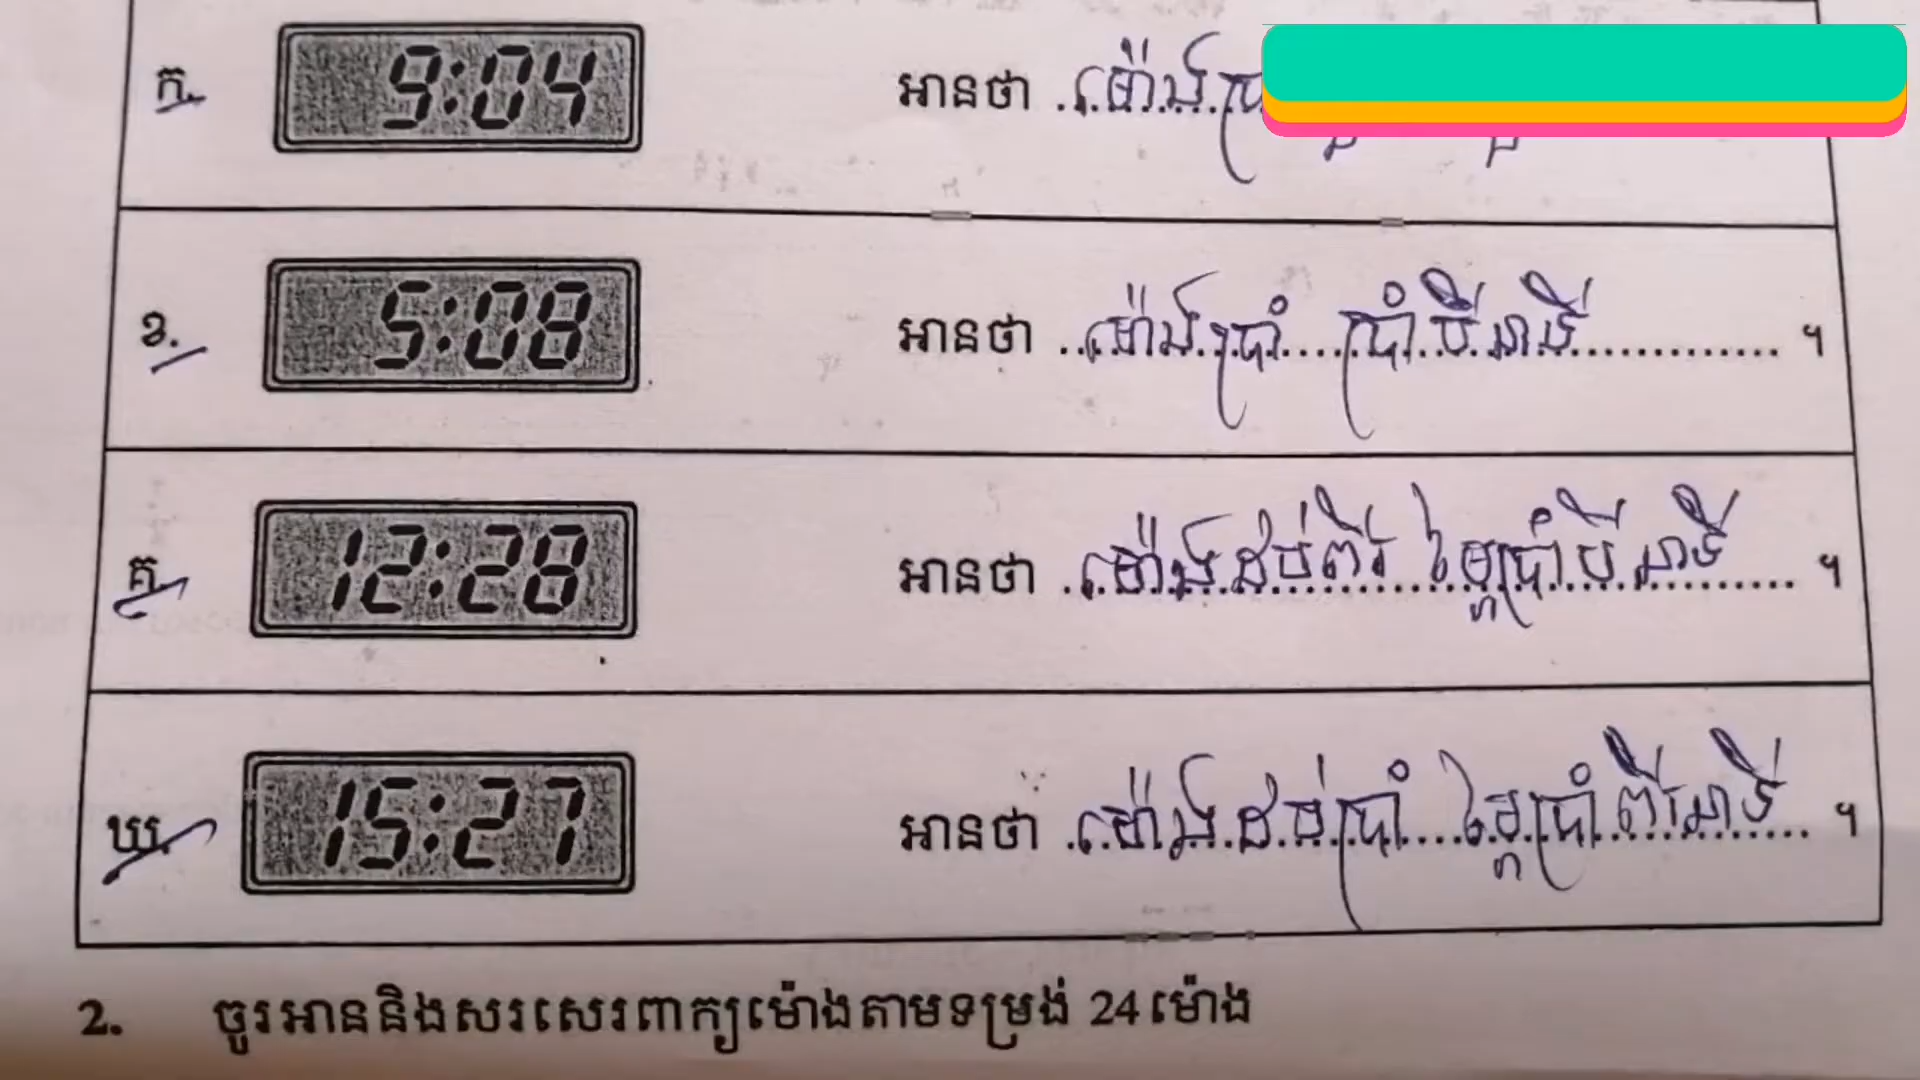 ក. 9:04 អានថា ម៉ោង
ខ. 5:08 អានថា ម៉ោងប្រាំ ប្រាំបីនាទី ។
គ. 12:28 អានថា ម៉ោងដប់ពីរ ម្ភៃប្រាំបីនាទី ។
ឃ. 15:27 អានថា ម៉ោងដប់ប្រាំ ម្ភៃប្រាំពីរនាទី ។
2. ចូរអាននិងសរសេរពាក្យម៉ោងតាមទម្រង់ 24 ម៉ោង